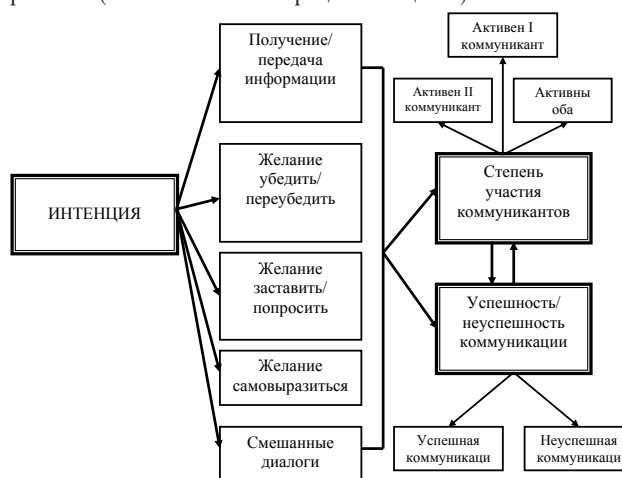 Получение/
передача
информации
Желание
убедить/
переубедить
ИНТЕНЦИЯ
Желание
заставить/
попросить
Желание
самовыразиться
Смешанные
диалоги
Активен I
коммуникант
Активен II
коммуникант
Активны
оба
Степень
участия
коммуникантов
Успешность/
неуспешность
коммуникации
Успешная
коммуникаци
Неуспешная
коммуникаци